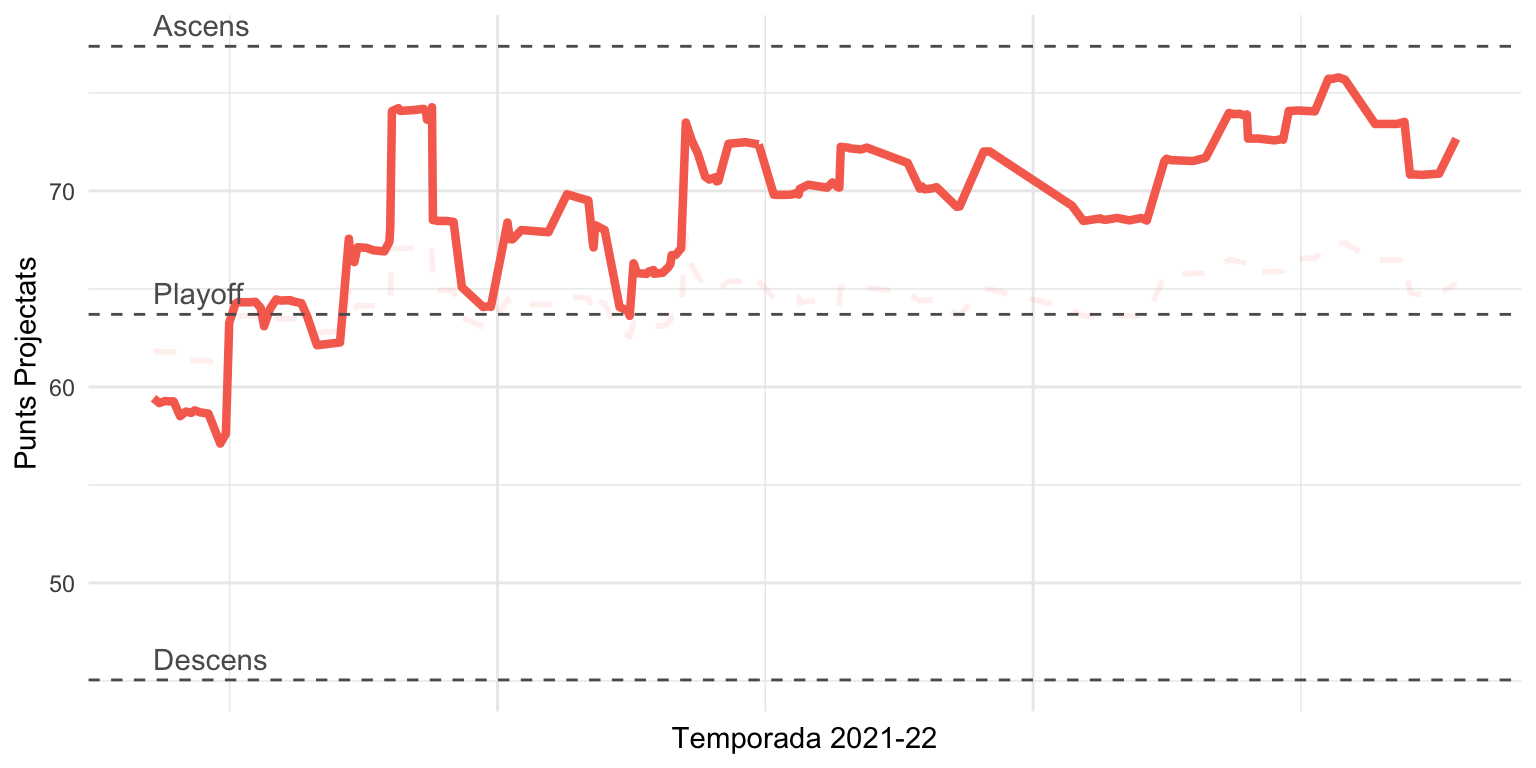 Ascens
70
Playoff
60
50
Descens
Punts Projectats
Temporada 2021-22